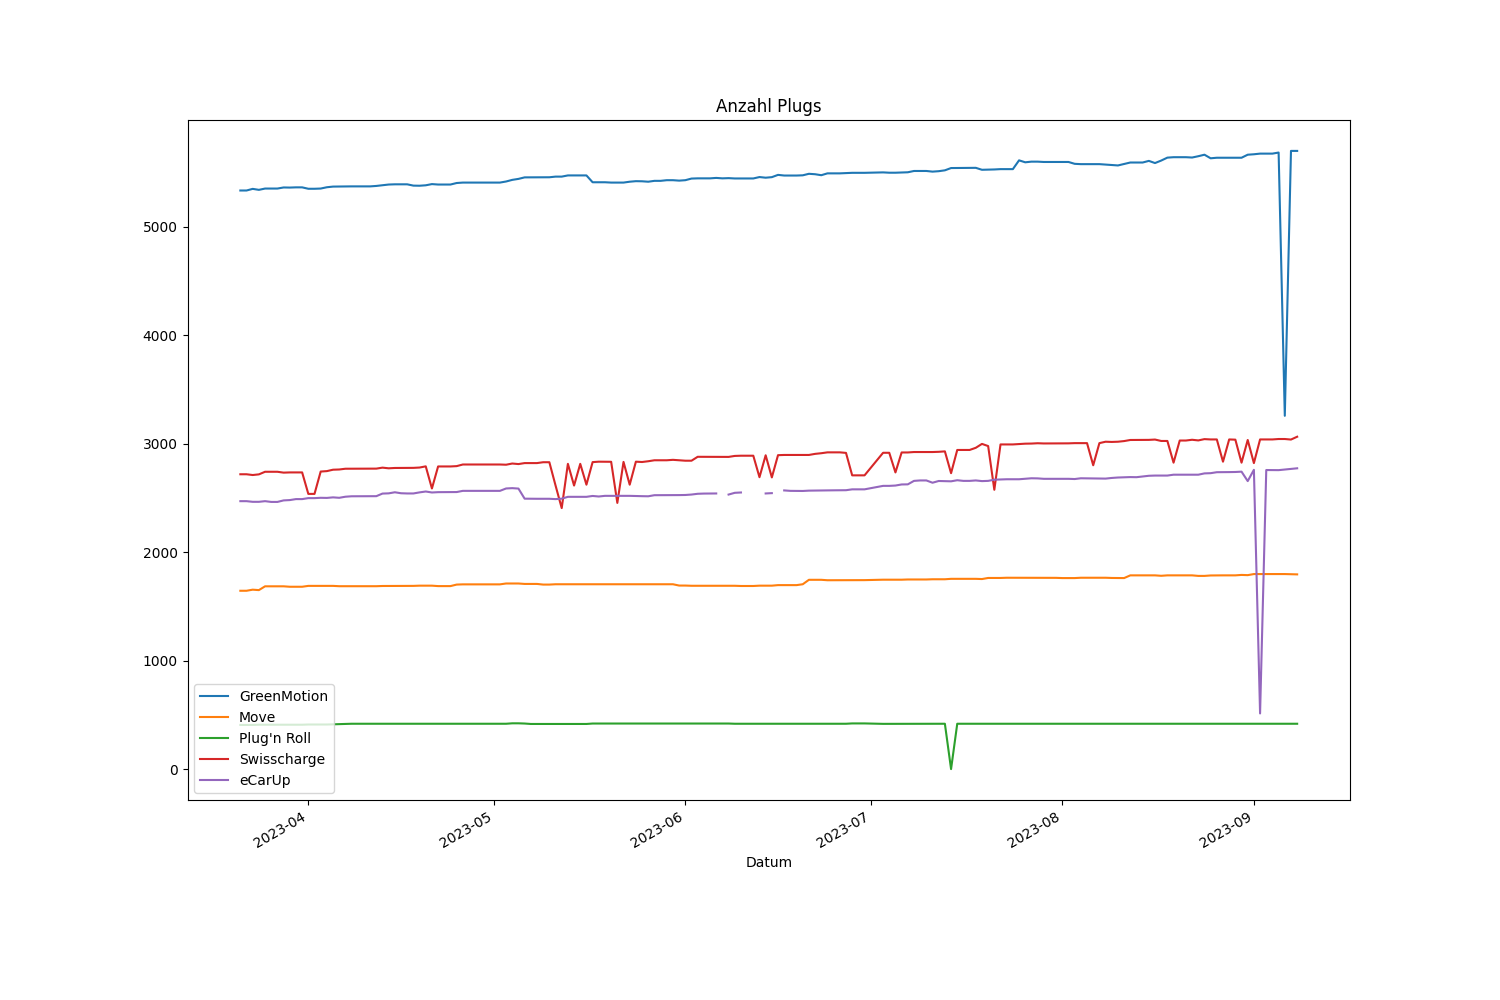 Anzahl Plugs
5000
4000
3000
2000
1000
0
GreenMotion
Move
Plug'n Roll
Swisscharge
eCarUp
2023-04
2023-05
2023-06
2023-07
2023-08
2023-09
Datum